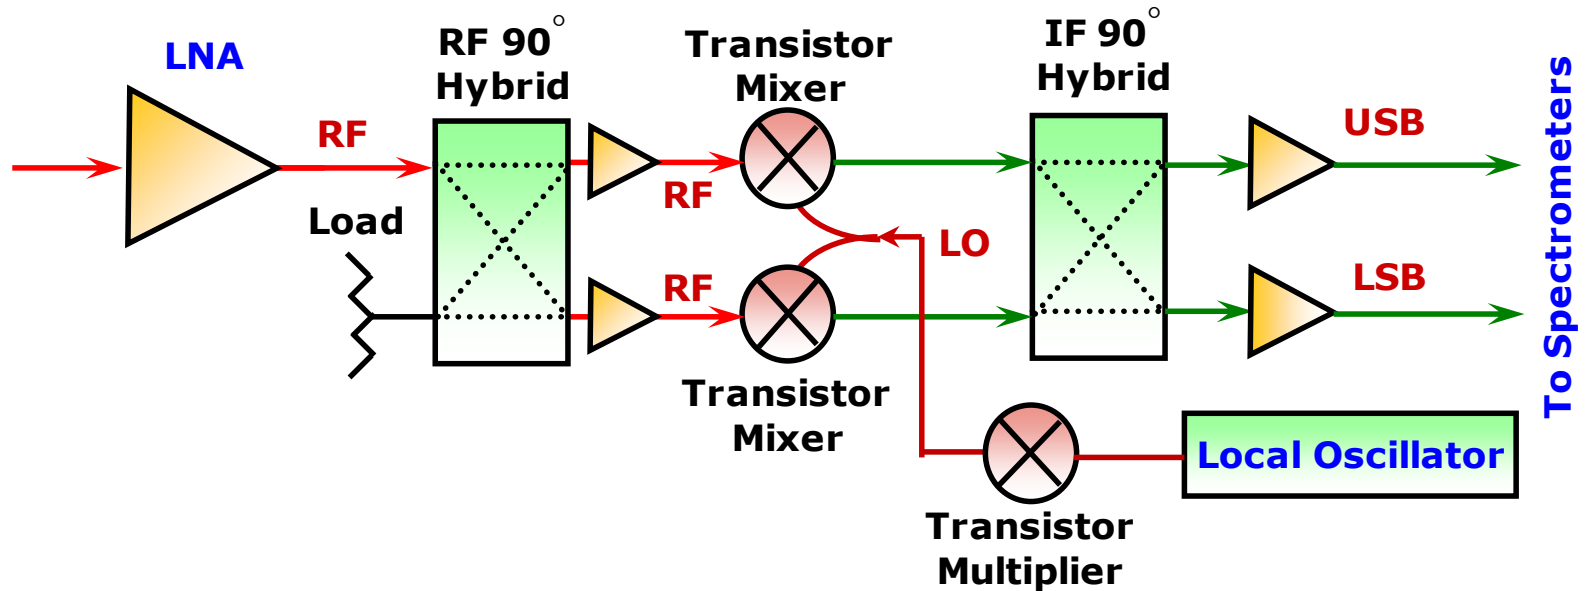 LNA
RF 90°
Hybrid
Transistor
Mixer
IF 90°
Hybrid
RF
USB
Load
RF
LO
RF
LSB
Transistor
Mixer
Local Oscillator
Transistor
Multiplier
To Spectrometers